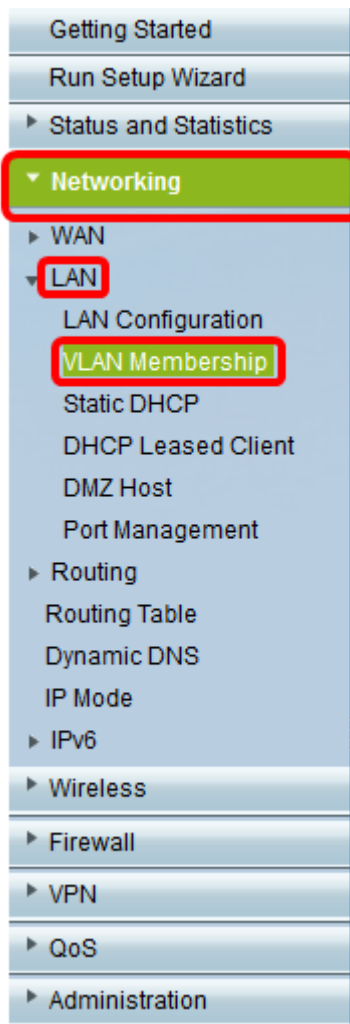 Getting Started
Run Setup Wizard
Status and Statistics
Networking
WAN
LAN
LAN Configuration
VLAN Membership
Static DHCP
DHCP Leased Client
DMZ Host
Port Management
Routing
Routing Table
Dynamic DNS
IP Mode
IPv6
Wireless
Firewall
VPN
QoS
Administration